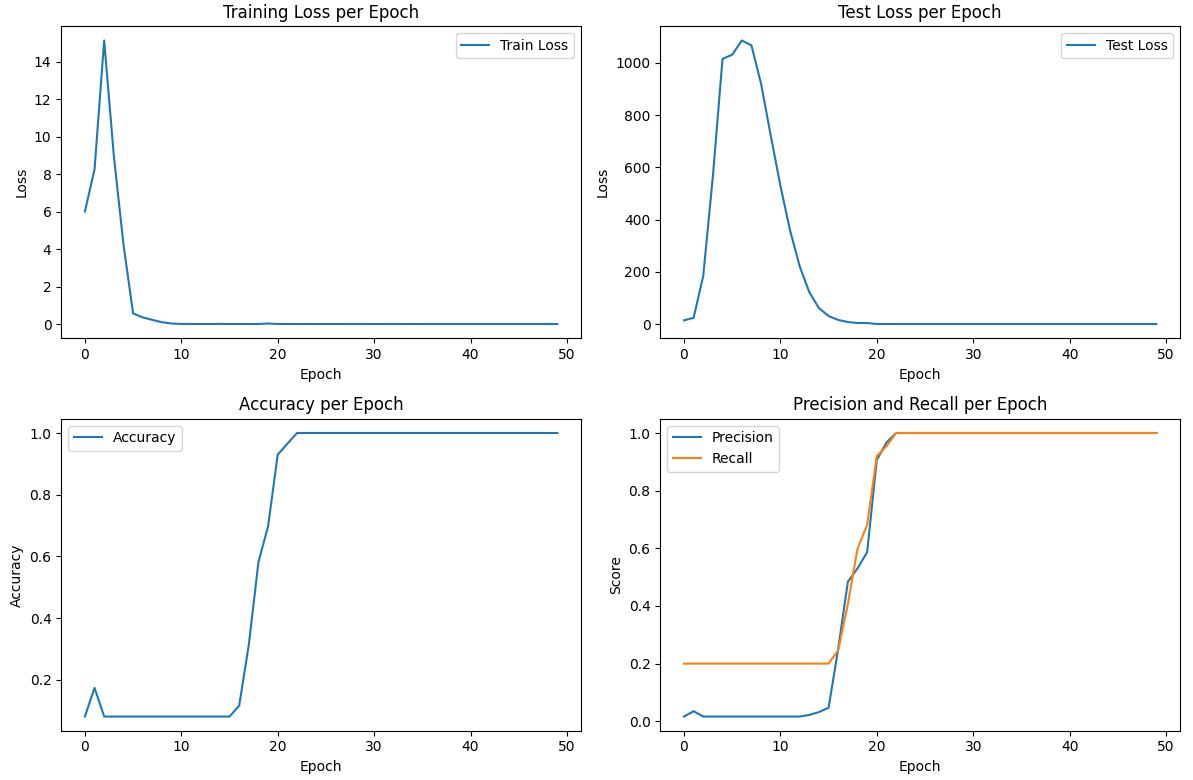 Training Loss per Epoch
Train Loss
14
12
10
8
6
4
2
0
Loss
0 10 20 30 40 50
Epoch
Test Loss per Epoch
Test Loss
1000
800
600
400
200
0
Loss
0 10 20 30 40 50
Epoch
Accuracy per Epoch
Accuracy
1.0
0.8
0.6
0.4
0.2
Accuracy
0 10 20 30 40 50
Epoch
Precision and Recall per Epoch
Precision
Recall
1.0
0.8
0.6
0.4
0.2
0.0
Score
0 10 20 30 40 50
Epoch